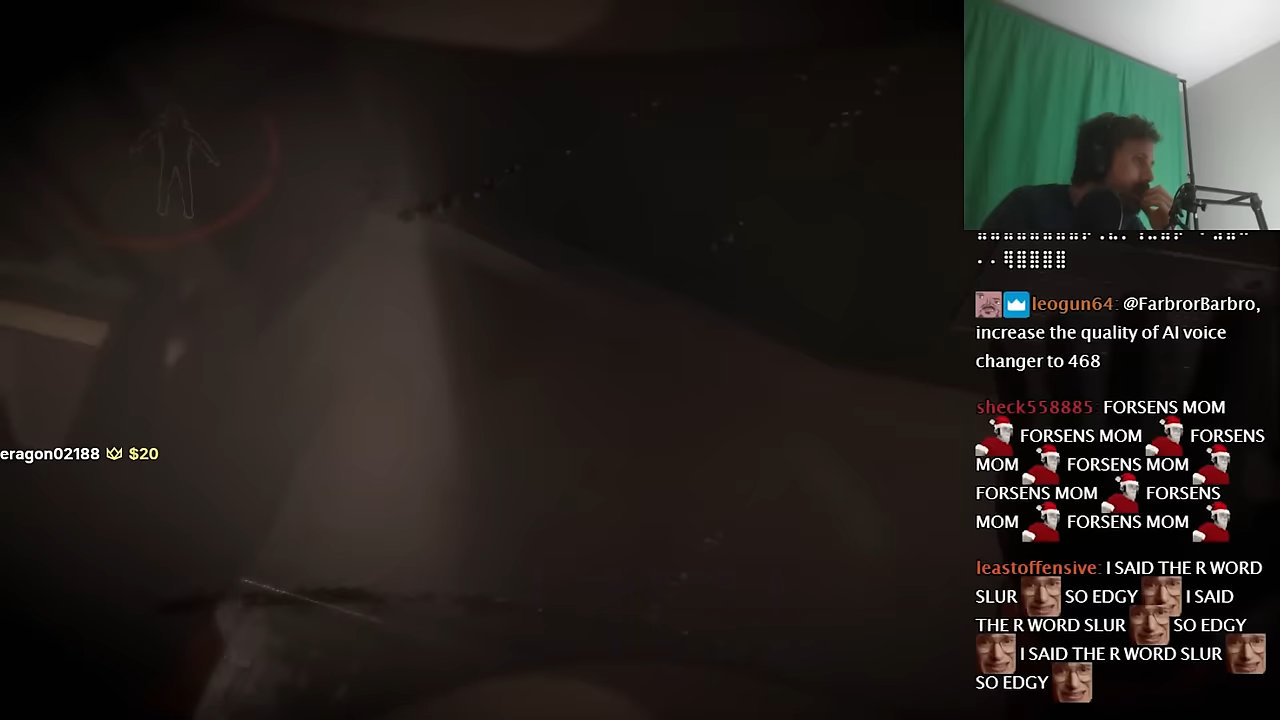 leogun64: @FarbrorBarbro,
increase the quality of AI voice
changer to 468
sheck558885: FORSENS MOM
FORSENS MOM FORSENS
MOM FORSENS MOM
FORSENS MOM FORSENS
MOM FORSENS MOM
eragon02188 $20
leastoffensive: I SAID THE R WORD
SLUR SO EDGY I SAID
THE R WORD SLUR SO EDGY
I SAID THE R WORD SLUR
SO EDGY